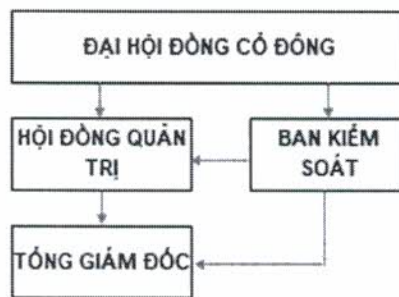 ĐẠI HỘI ĐỒNG CỔ ĐÔNG
HỘI ĐỒNG QUẢN
TRỊ
BAN KIỂM
SOÁT
TỔNG GIÁM ĐỐC